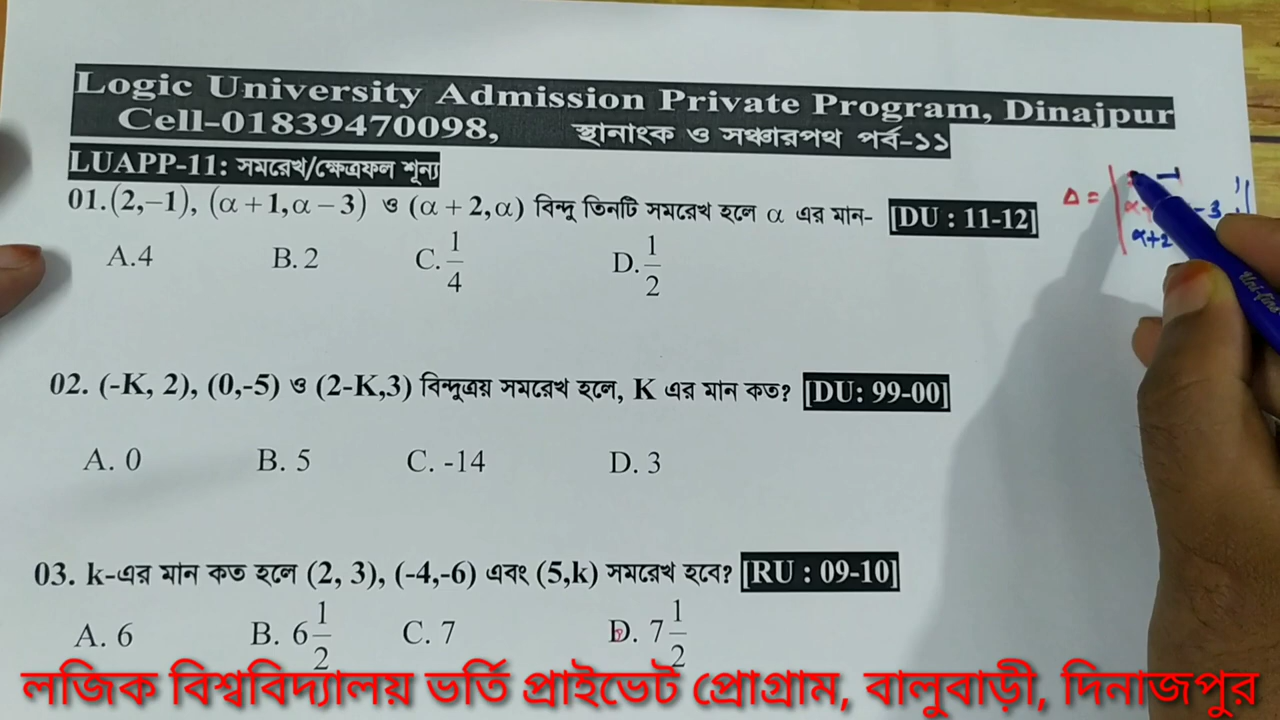 Logic University Admission Private Program, Dinajpur
Cell-01839470098, স্থানাংক ও সঞ্চারপথ পর্ব-১১
LUAPP-11: সমরেখ/ক্ষেত্রফল শূন্য
01.(2,−1), (α+1,α−3) ও (α+2,α) বিন্দু তিনটি সমরেখ হলে α এর মান- [DU : 11-12]
A.4 B. 2 C. 1/4 D. 1/2
Δ =
-1
- 3
α+2
02. (-K, 2), (0,-5) ও (2-K,3) বিন্দুত্রয় সমরেখ হলে, K এর মান কত? [DU: 99-00]
A. 0 B. 5 C. -14 D. 3
03. k-এর মান কত হলে (2, 3), (-4,-6) এবং (5,k) সমরেখ হবে? [RU : 09-10]
A. 6 B. 6 1/2 C. 7 D. 7 1/2
লজিক বিশ্ববিদ্যালয় ভর্তি প্রাইভেট প্রোগ্রাম, বালুবাড়ী, দিনাজপুর